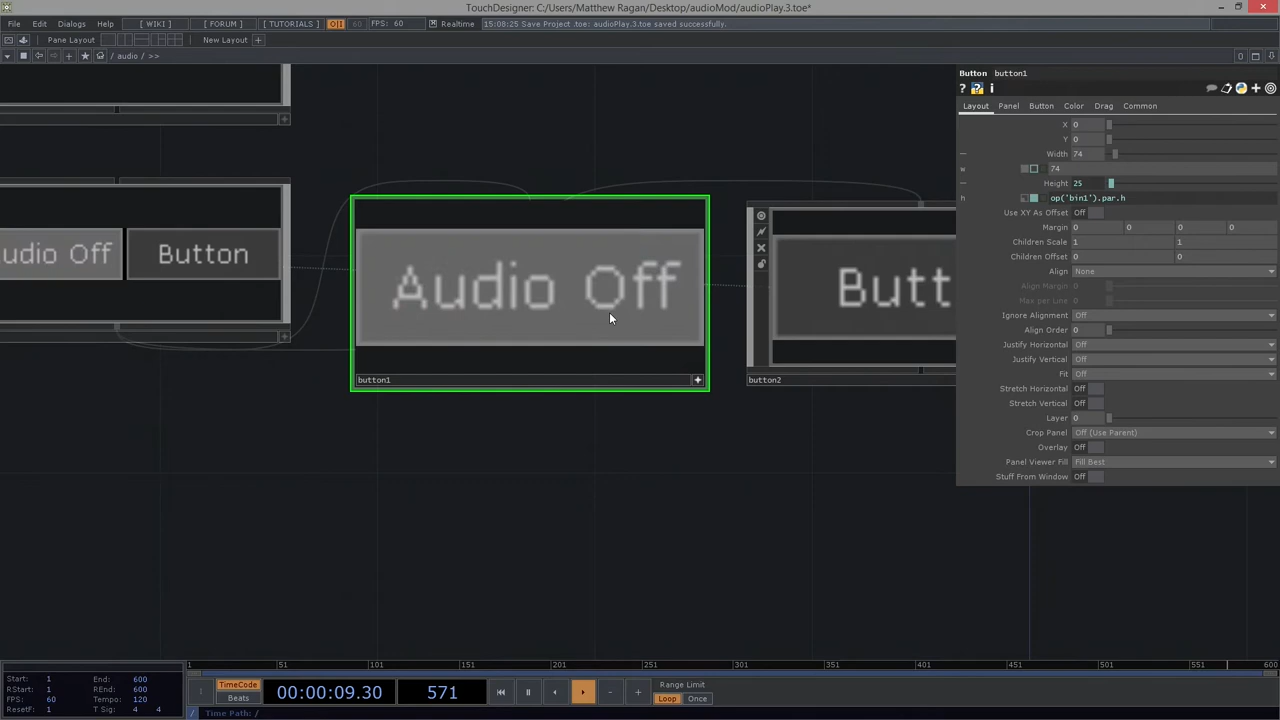 TouchDesigner: C:/Users/Matthew Ragan/Desktop/audioMod/audioPlay.3.toe*
File Edit Dialogs Help [ WIKI ] [ FORUM ] [ TUTORIALS ] O|I 60 FPS: 60 Realtime 15:08:25 Save Project .toe: audioPlay.3.toe saved successfully.
Pane Layout New Layout +
/ audio / >>
Button button1
Layout Panel Button Color Drag Common
X 0
Y 0
Width 74
w 74
Height 25
h op('bin1').par.h
Use XY As Offset Off
Margin 0 0 0 0
Children Scale 1 1
Children Offset 0 0
Align None
Align Margin 0
Max per Line 0
Ignore Alignment Off
Align Order 0
Justify Horizontal Off
Justify Vertical Off
Fit Off
Stretch Horizontal Off
Stretch Vertical Off
Layer 0
Crop Panel Off (Use Parent)
Overlay Off
Panel Viewer Fill Fill Best
Stuff From Window Off
udio Off Button
Audio Off
button1
Butt
button2
1 51 101 151 201 251 301 351 401 451 501 551 600
Start: 1 End: 600
RStart: 1 REnd: 600
FPS: 60 Tempo: 120
ResetF: 1 T Sig: 4 4
TimeCode
Beats
00:00:09.30 571
Range Limit
Loop Once
/ Time Path: /